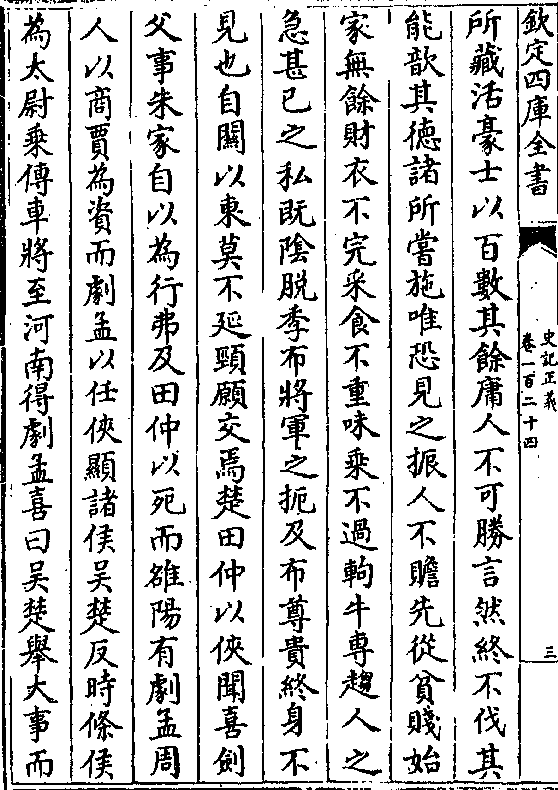 欽定四庫全書
史記正義
卷一百二十四
三
所藏活豪士以百數其餘庸人不可勝言然終不伐其
能歆其徳諸所嘗施唯恐見之振人不贍先從貧賤始
家無餘財衣不完采食不重味乗不過軥牛専趨人之
急甚已之私既陰脱季布將軍之扼及布尊貴終身不
見也自關以東莫不延頸願交焉楚田仲以俠聞喜劍
父事朱家自以為行弗及田仲以死而雒陽有劇孟周
人以商賈為資而劇孟以任俠顯諸侯吴楚反時條侯
為太尉乗傳車將至河南得劇孟喜曰吴楚舉大事而